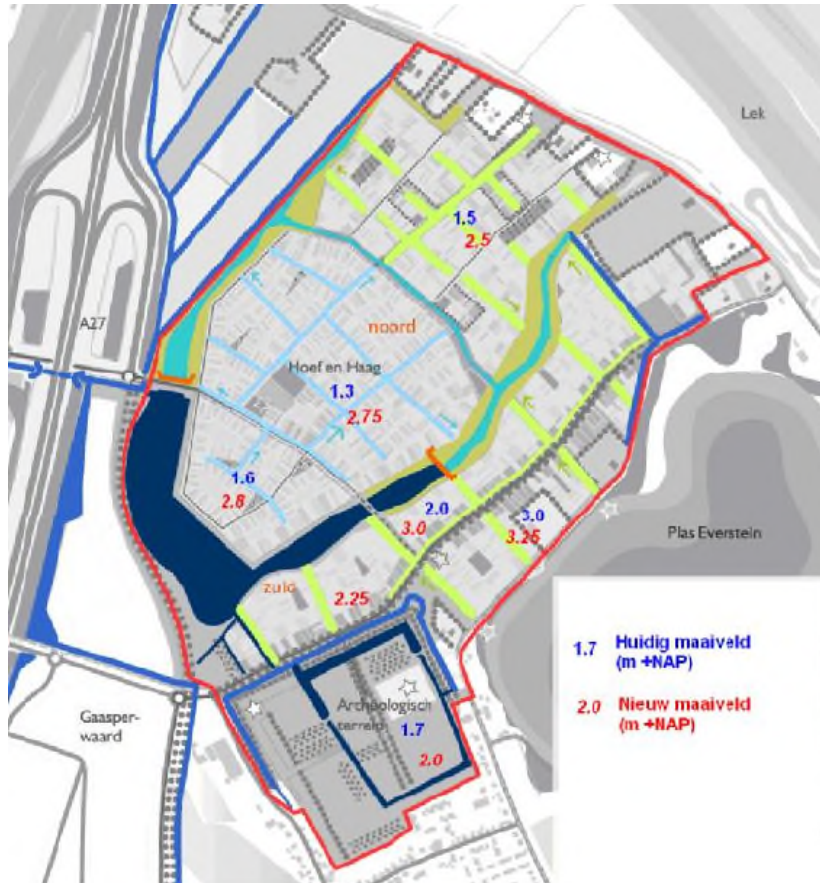 Lek
1.5
2.5
A27
noord
Hoef en Haag
1.3
2.75
1.6
2.8
2.0
3.0
3.0
3.25
Plas Everstein
zuid
2.25
1.7 Huidig maaiveld
(m +NAP)
2.0 Nieuw maaiveld
(m +NAP)
Gaasper-
waard
Archeologisch
terrein
1.7
2.0